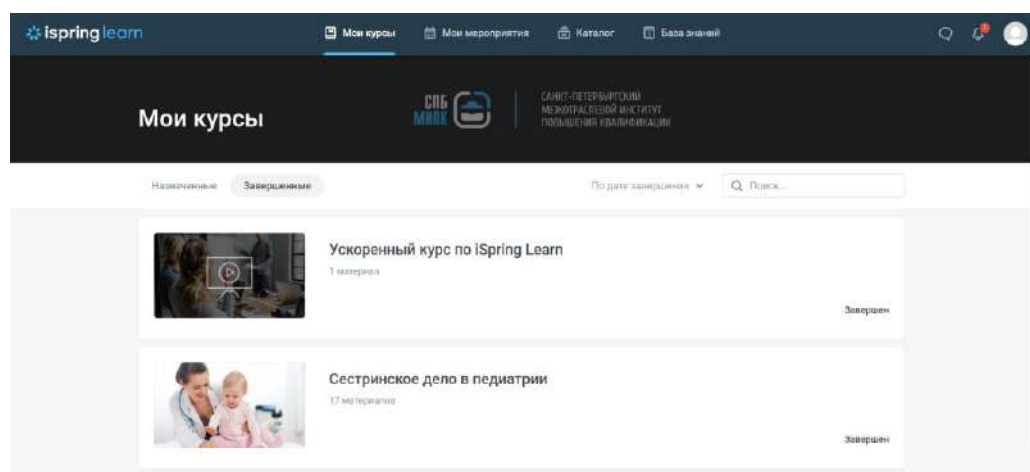 ispring learn
Мои курсы
Мои мероприятия
Каталог
База знаний
Мои курсы
СПБ
МИПК
САНКТ-ПЕТЕРБУРГСКИЙ
МЕЖОТРАСЛЕВОЙ ИНСТИТУТ
ПОВЫШЕНИЯ КВАЛИФИКАЦИИ
Назначенные
Завершенные
По дате завершения
Поиск...
Ускоренный курс по iSpring Learn
1 материал
Завершен
Сестринское дело в педиатрии
17 материалов
Завершен